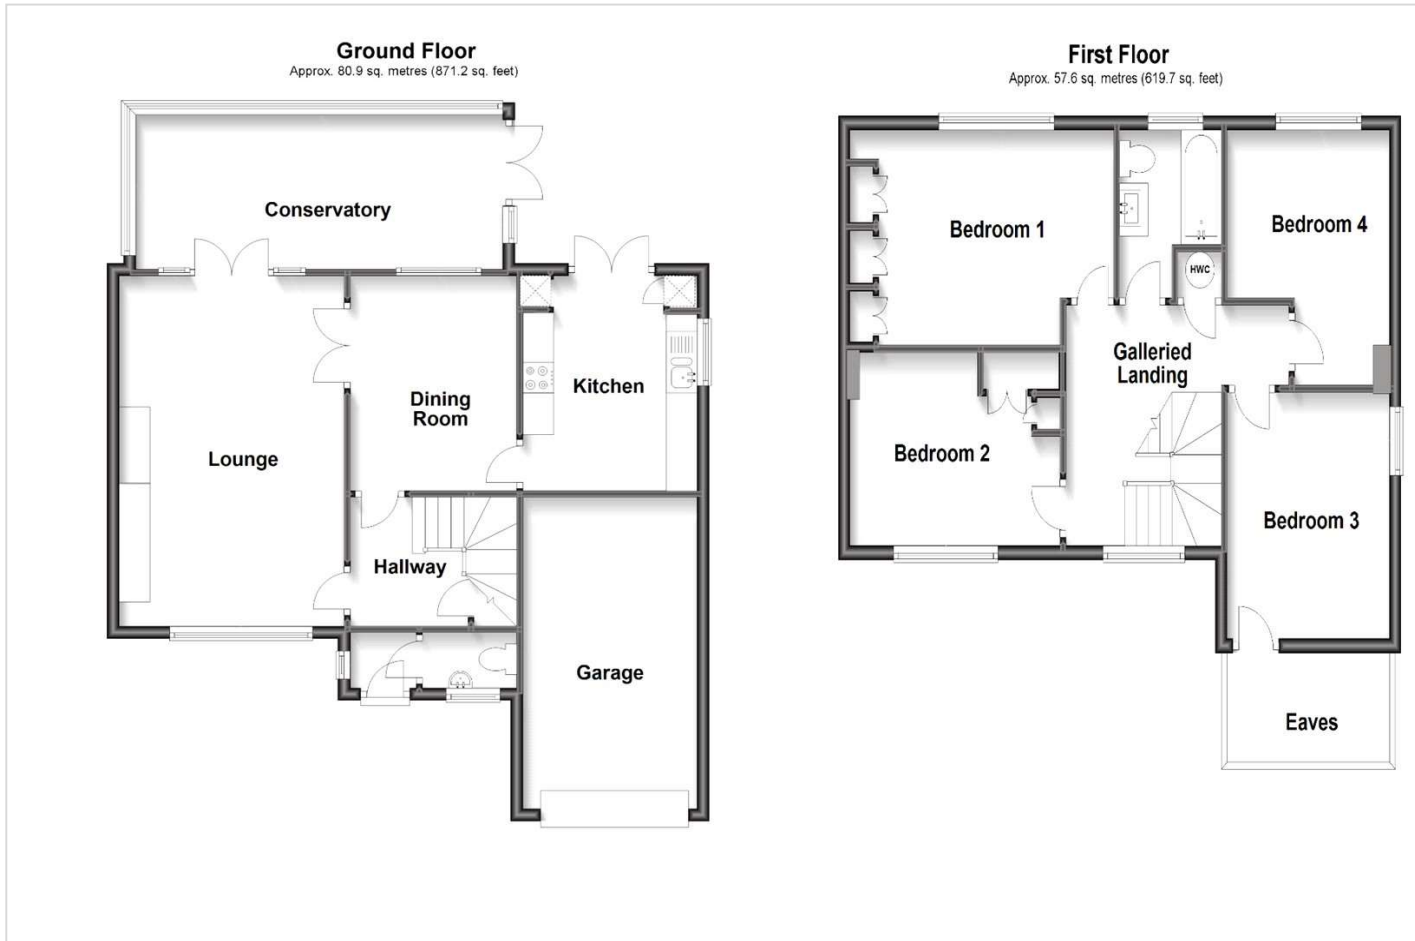 Ground Floor
Approx. 80.9 sq. metres (871.2 sq. feet)
Conservatory
Kitchen
Dining
Room
Lounge
Hallway
Garage
First Floor
Approx. 57.6 sq. metres (619.7 sq. feet)
Bedroom 1
Bedroom 4
HWC
Galleried
Landing
Bedroom 2
Bedroom 3
Eaves